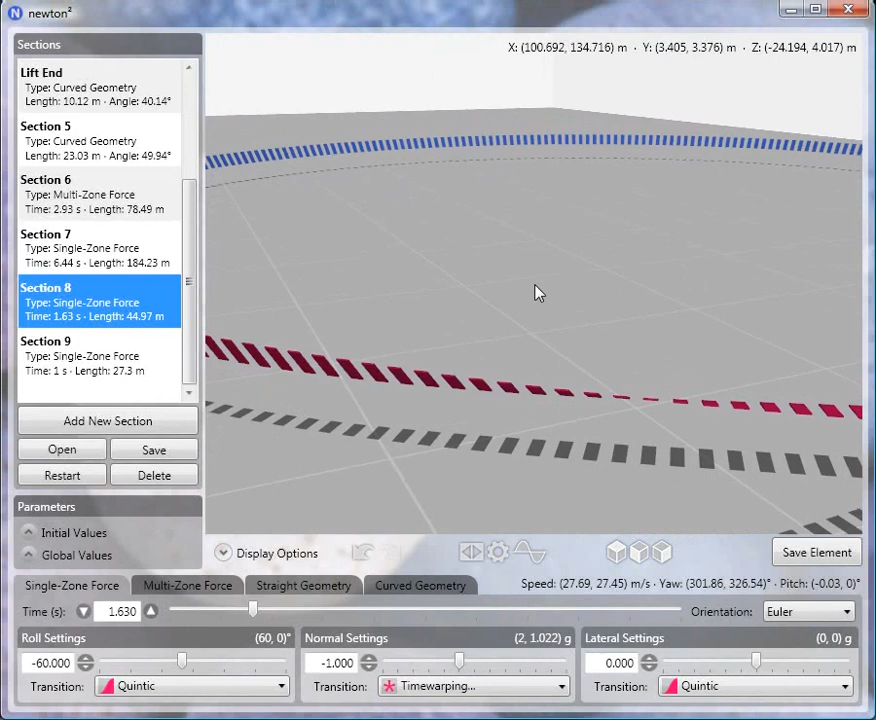 newton²
Sections
X: (100.692, 134.716) m · Y: (3.405, 3.376) m · Z: (-24.194, 4.017) m
Lift End
Type: Curved Geometry
Length: 10.12 m · Angle: 40.14°
Section 5
Type: Curved Geometry
Length: 23.03 m · Angle: 49.94°
Section 6
Type: Multi-Zone Force
Time: 2.93 s · Length: 78.49 m
Section 7
Type: Single-Zone Force
Time: 6.44 s · Length: 184.23 m
Section 8
Type: Single-Zone Force
Time: 1.63 s · Length: 44.97 m
Section 9
Type: Single-Zone Force
Time: 1 s · Length: 27.3 m
Add New Section
Open Save
Restart Delete
Parameters
Initial Values
Global Values
Display Options
Save Element
Single-Zone Force Multi-Zone Force Straight Geometry Curved Geometry
Speed: (27.69, 27.45) m/s · Yaw: (301.86, 326.54)° · Pitch: (-0.03, 0)°
Time (s): 1.630 Orientation: Euler
Roll Settings (60, 0)° Normal Settings (2, 1.022) g Lateral Settings (0, 0) g
-60.000 -1.000 0.000
Transition: Quintic Transition: Timewarping... Transition: Quintic